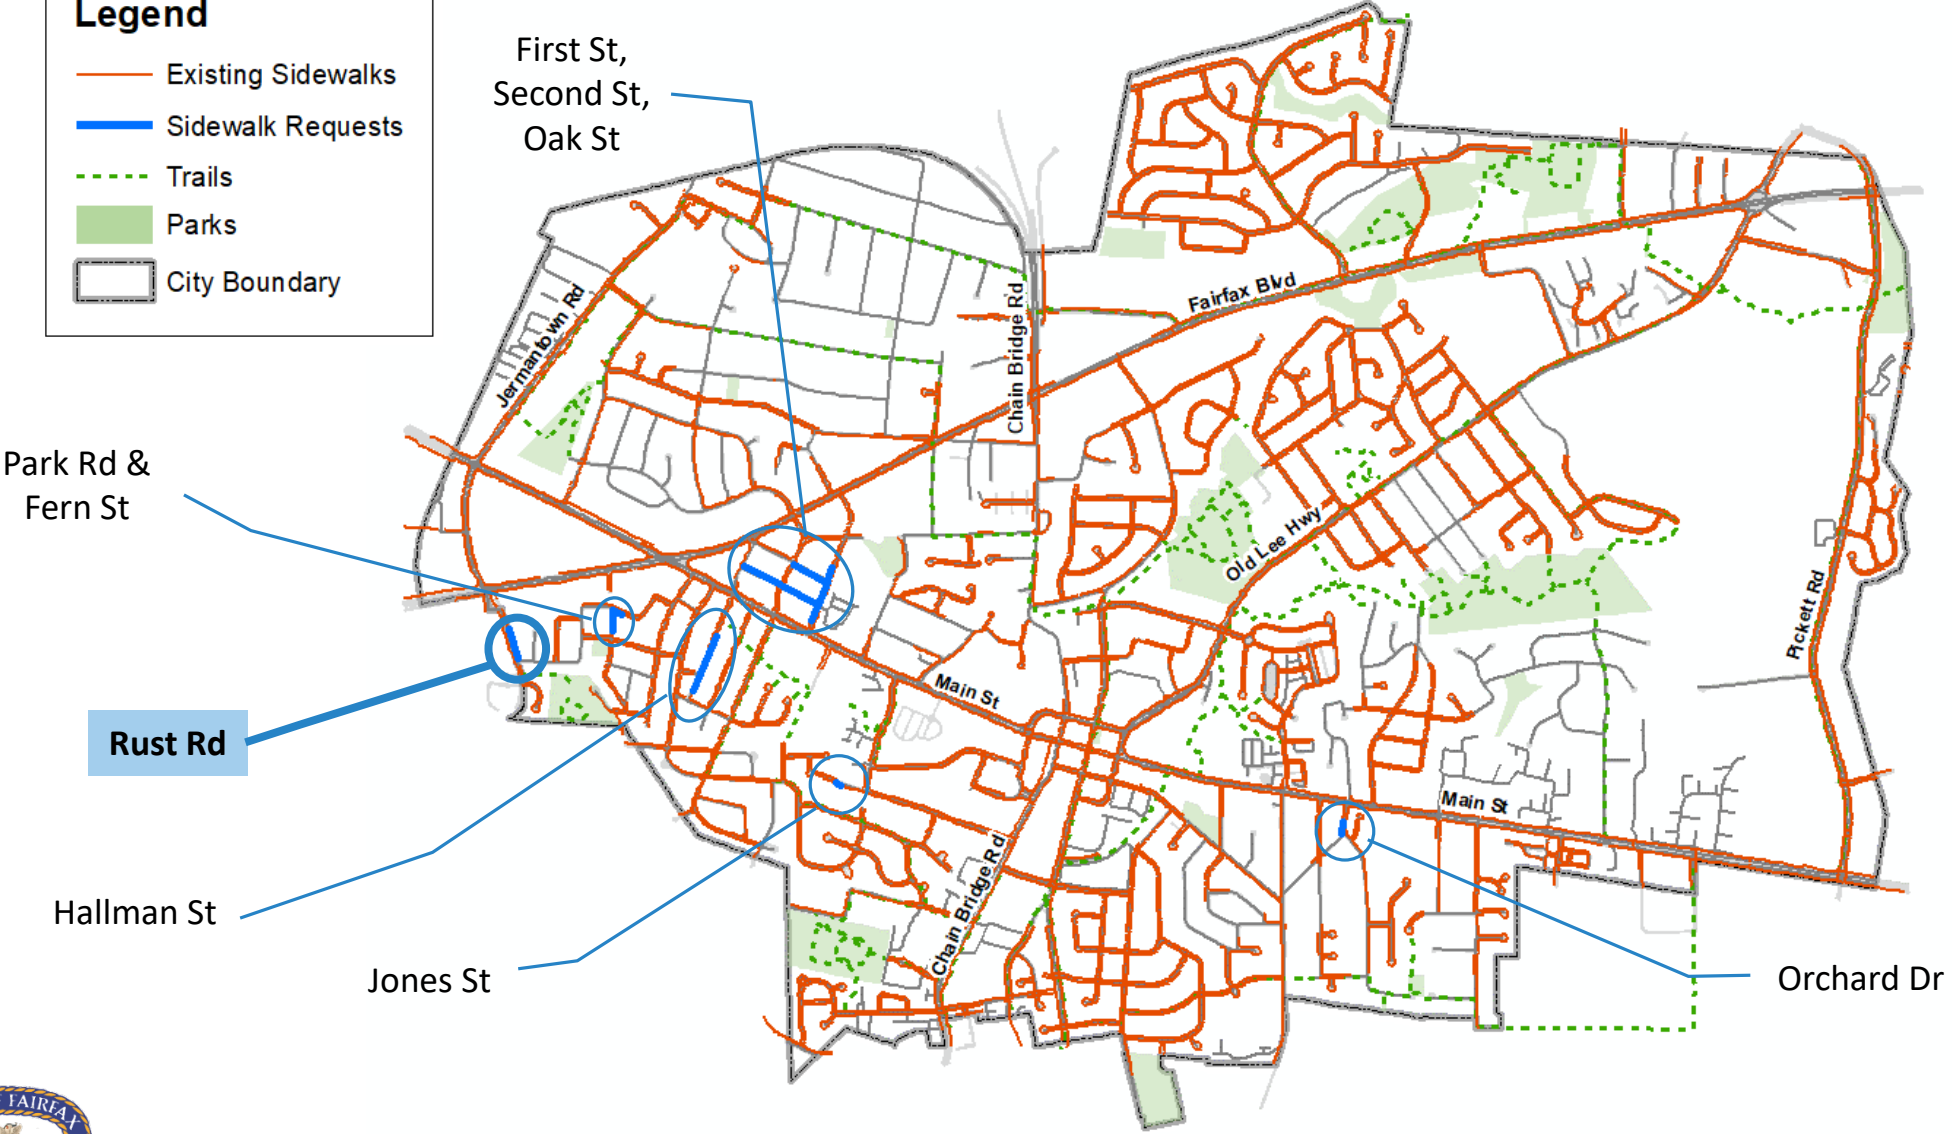 Legend
Existing Sidewalks
Sidewalk Requests
Trails
Parks
City Boundary
First St,
Second St,
Oak St
Jermantown Rd
Chain Bridge Rd
Fairfax Blvd
Park Rd &
Fern St
Old Lee Hwy
Pickett Rd
Rust Rd
Main St
Main St
Hallman St
Chain Bridge Rd
Jones St
Orchard Dr
FAIRFAX